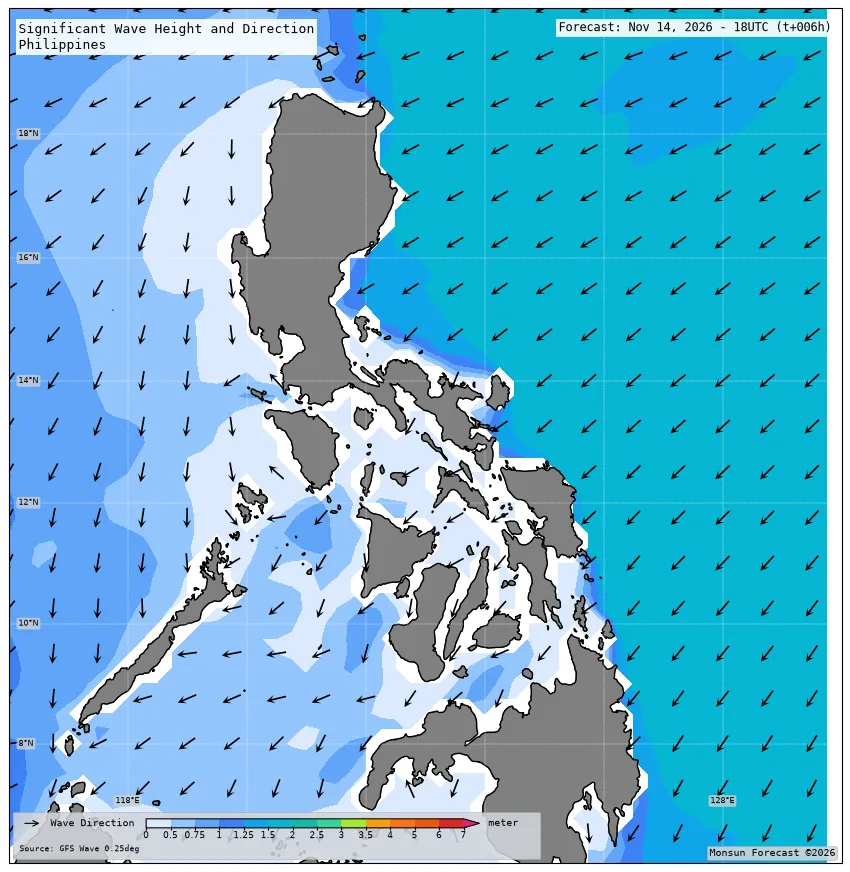 Significant Wave Height and Direction
Philippines
Forecast: Nov 14, 2026 - 18UTC (t+006h)
18°N
16°N
14°N
12°N
10°N
8°N
118°E
128°E
Wave Direction
meter
0 0.5 0.75 1 1.25 1.5 2 2.5 3 3.5 4 5 6 7
Source: GFS Wave 0.25deg
Monsun Forecast ©2026